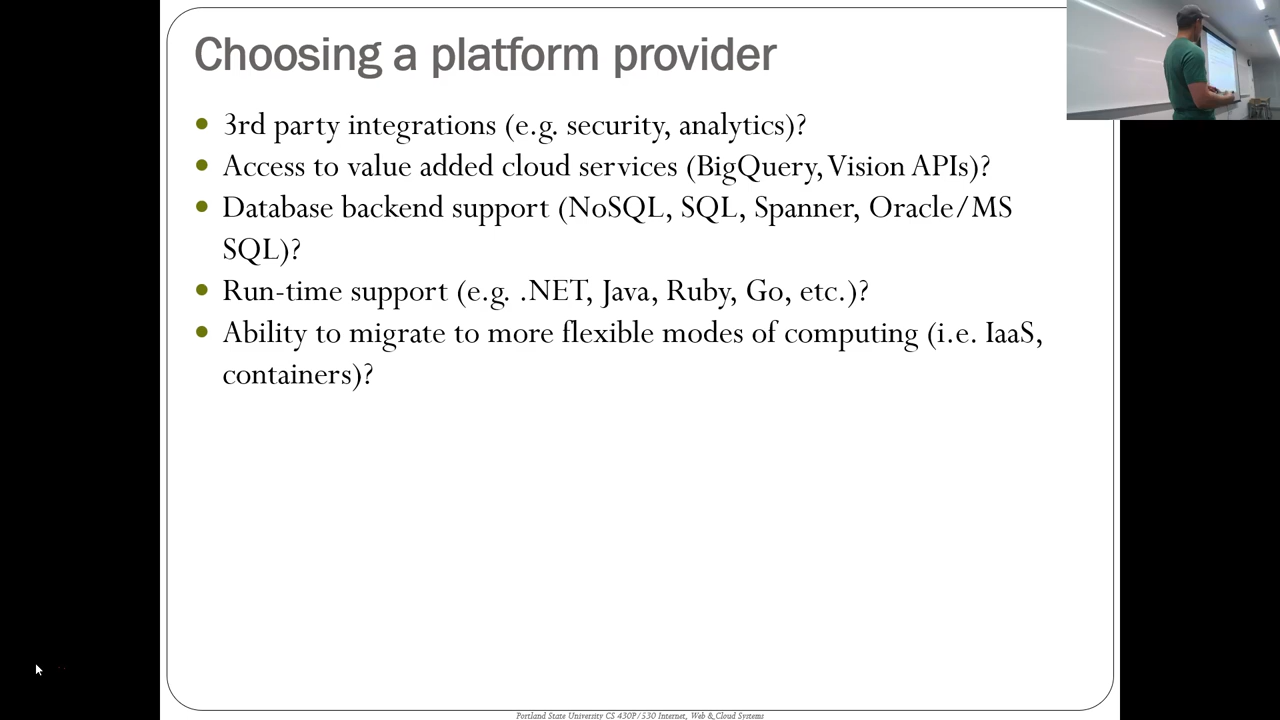 Choosing a platform provider
3rd party integrations (e.g. security, analytics)?
Access to value added cloud services (BigQuery, Vision APIs)?
Database backend support (NoSQL, SQL, Spanner, Oracle/MS
SQL)?
Run-time support (e.g. .NET, Java, Ruby, Go, etc.)?
Ability to migrate to more flexible modes of computing (i.e. IaaS,
containers)?
Portland State University CS 430P/530 Internet, Web & Cloud Systems